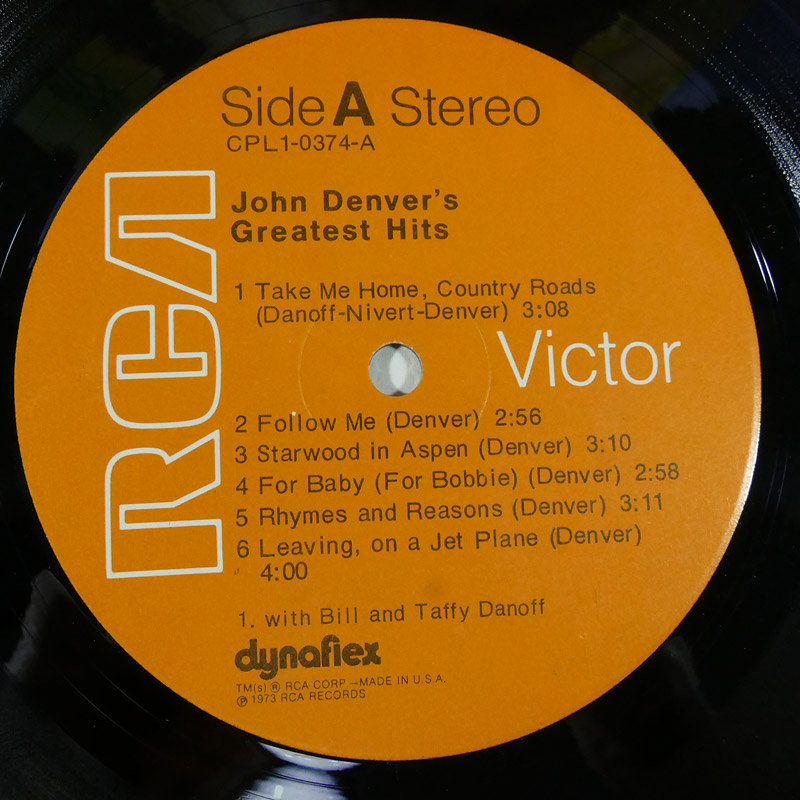 Side A Stereo
CPL1-0374-A
RCA
John Denver's
Greatest Hits
1 Take Me Home, Country Roads
(Danoff-Nivert-Denver) 3:08
Victor
2 Follow Me (Denver) 2:56
3 Starwood in Aspen (Denver) 3:10
4 For Baby (For Bobbie) (Denver) 2:58
5 Rhymes and Reasons (Denver) 3:11
6 Leaving, on a Jet Plane (Denver)
4:00
1. with Bill and Taffy Danoff
dynaflex
TM(s) ® RCA CORP.—MADE IN U.S.A.
℗ 1973 RCA RECORDS